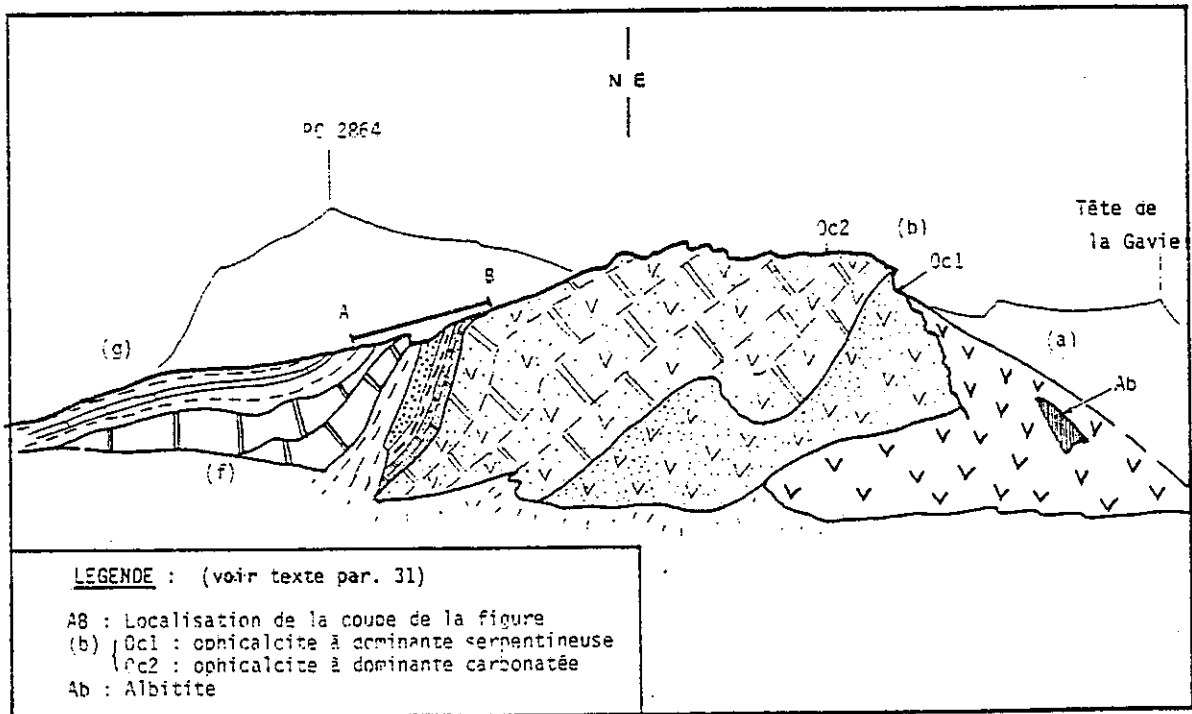 N E
PC 2864
Tête de
la Gavie
Oc2
(b)
Oc1
B
A
(g)
(a)
Ab
(f)
LEGENDE : (voir texte par. 31)
AB : Localisation de la coupe de la figure
(b) Oc1 : ophicalcite à dominante serpentineuse
Oc2 : ophicalcite à dominante carbonatée
Ab : Albitite